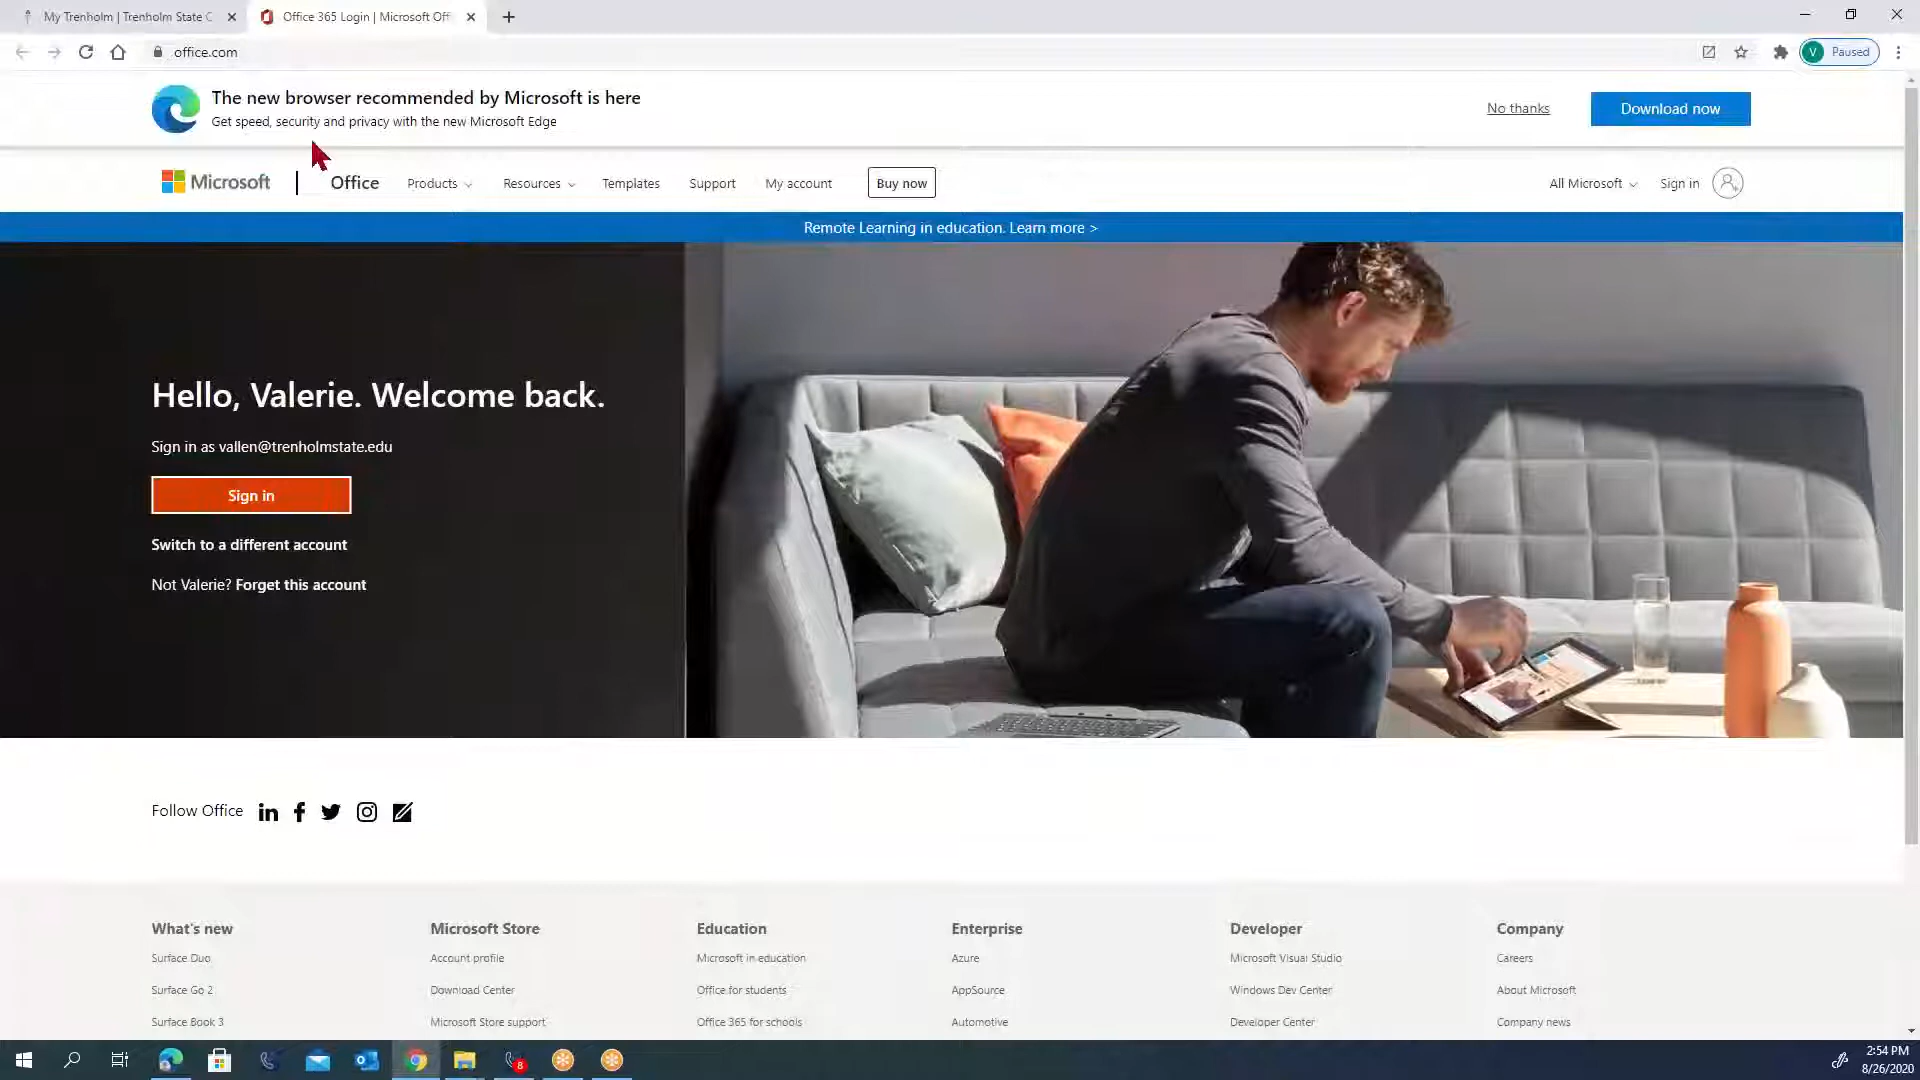 My Trenholm | Trenholm State C
Office 365 Login | Microsoft Off
office.com
V Paused
The new browser recommended by Microsoft is here
Get speed, security and privacy with the new Microsoft Edge
No thanks
Download now
Microsoft
Office
Products
Resources
Templates
Support
My account
Buy now
All Microsoft
Sign in
Remote Learning in education. Learn more >
Hello, Valerie. Welcome back.
Sign in as vallen@trenholmstate.edu
Sign in
Switch to a different account
Not Valerie? Forget this account
Follow Office
What's new
Microsoft Store
Education
Enterprise
Developer
Company
Surface Duo
Account profile
Microsoft in education
Azure
Microsoft Visual Studio
Careers
Surface Go 2
Download Center
Office for students
AppSource
Windows Dev Center
About Microsoft
Surface Book 3
Microsoft Store support
Office 365 for schools
Automotive
Developer Center
Company news
8
2:54 PM
8/26/2020